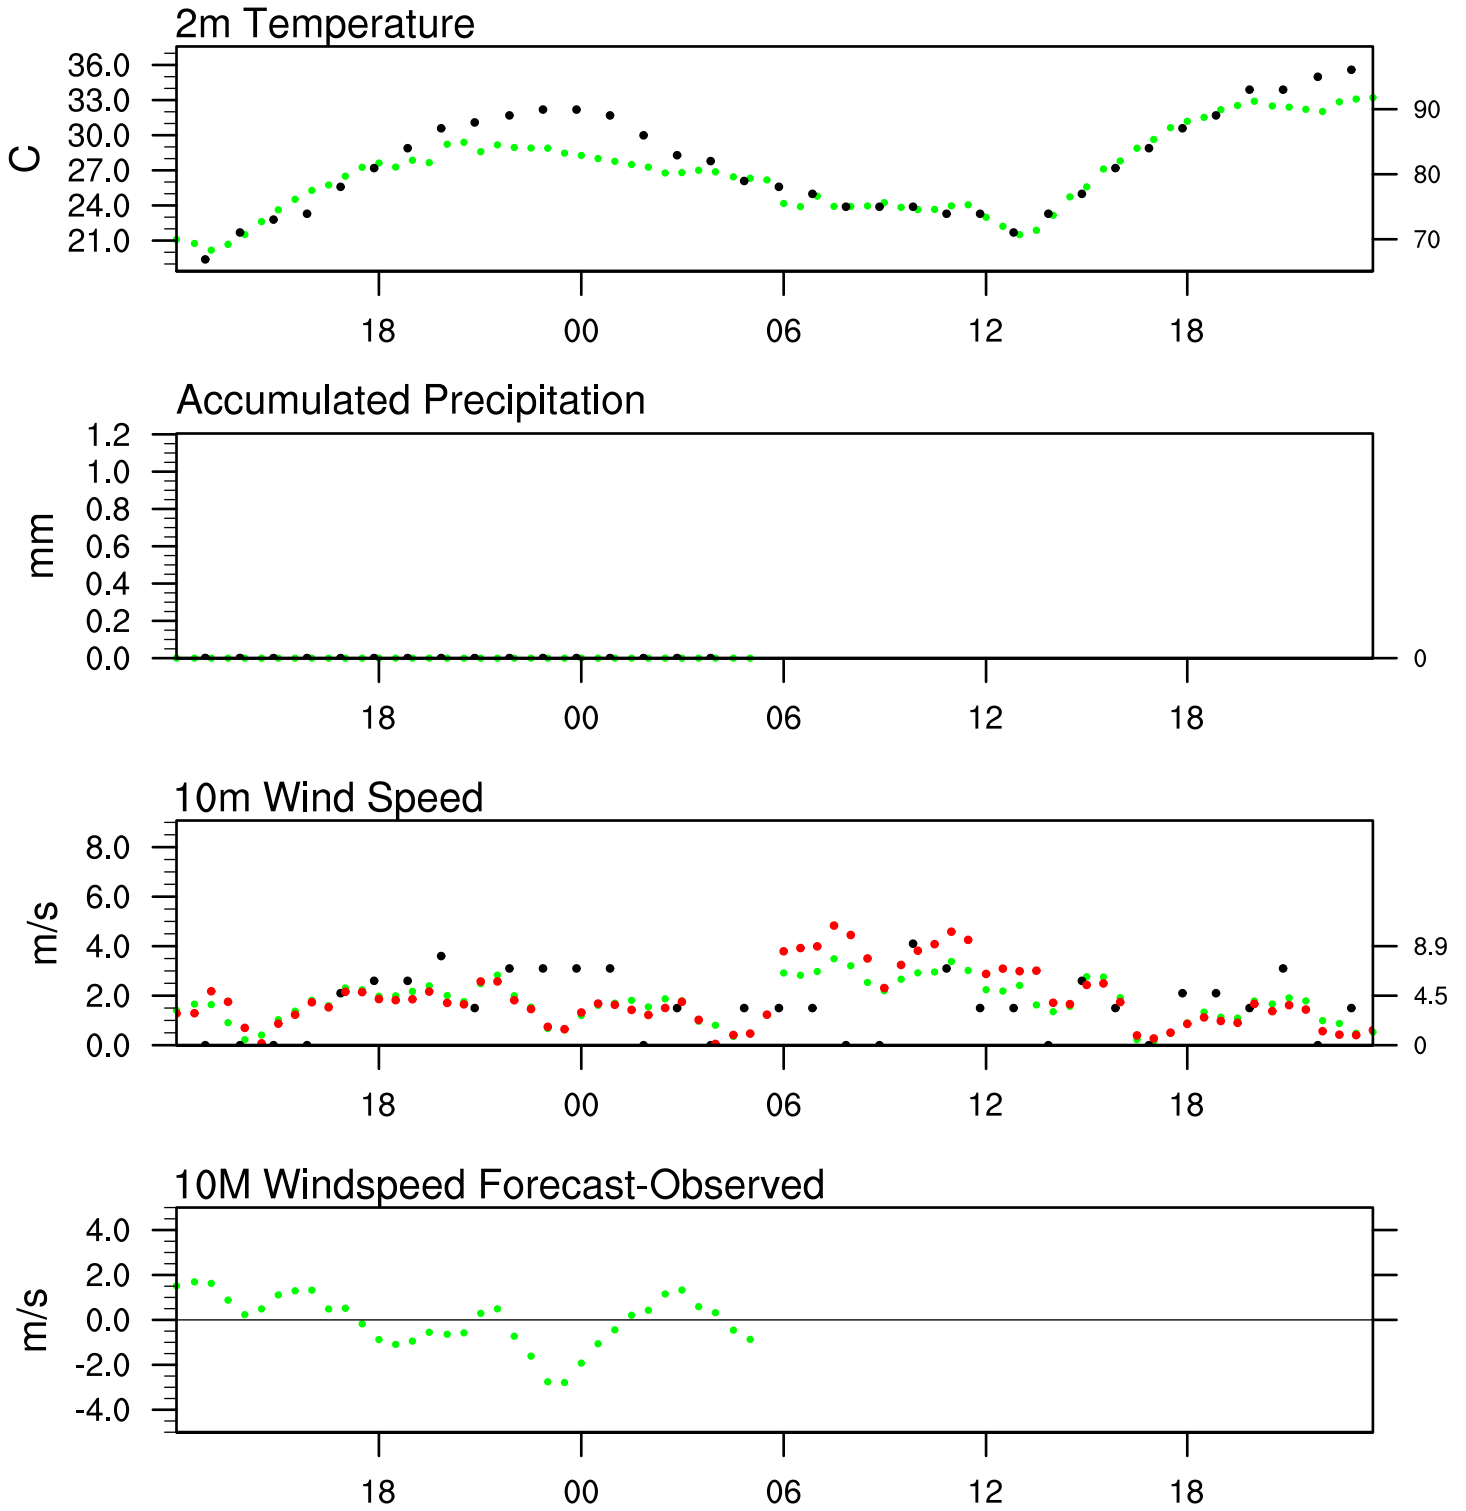 2m Temperature
36.0
33.0
30.0
27.0
24.0
21.0
C
90
80
70
18 00 06 12 18
Accumulated Precipitation
1.2
1.0
0.8
0.6
0.4
0.2
0.0
mm
0
18 00 06 12 18
10m Wind Speed
8.0
6.0
4.0
2.0
0.0
m/s
8.9
4.5
0
18 00 06 12 18
10M Windspeed Forecast-Observed
4.0
2.0
0.0
-2.0
-4.0
m/s
18 00 06 12 18